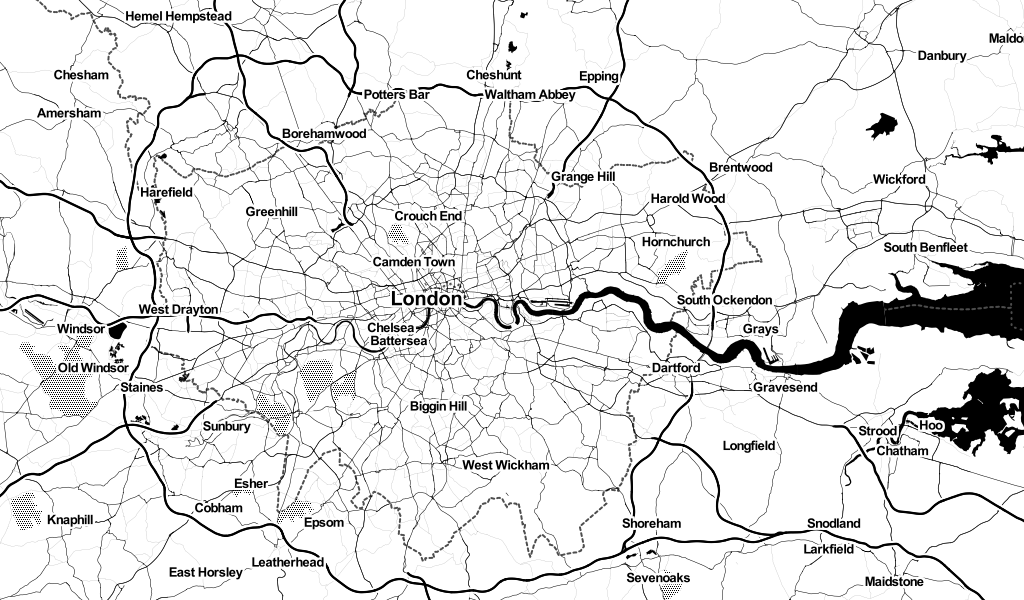 Hemel Hempstead
Maldo
Danbury
Chesham
Cheshunt
Epping
Potters Bar
Waltham Abbey
Amersham
Borehamwood
Brentwood
Grange Hill
Wickford
Harefield
Harold Wood
Greenhill
Crouch End
Hornchurch
South Benfleet
Camden Town
London
South Ockendon
West Drayton
Windsor
Chelsea
Grays
Battersea
Old Windsor
Dartford
Staines
Gravesend
Biggin Hill
Sunbury
Hoo
Strood
Longfield
Chatham
West Wickham
Esher
Cobham
Knaphill
Epsom
Shoreham
Snodland
Larkfield
Leatherhead
East Horsley
Sevenoaks
Maidstone